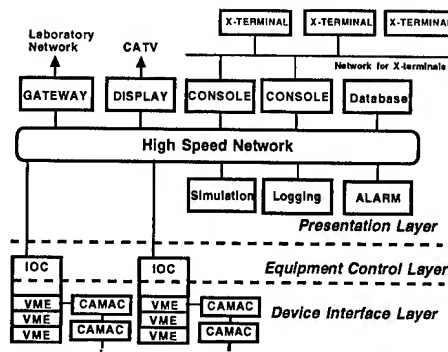 X-TERMINAL X-TERMINAL X-TERMINAL
Laboratory
Network
CATV
Network for X-terminals
GATEWAY DISPLAY CONSOLE CONSOLE Database
High Speed Network
Simulation Logging ALARM
Presentation Layer
IOC IOC Equipment Control Layer
VME CAMAC VME CAMAC Device Interface Layer
VME VME
VME CAMAC VME CAMAC